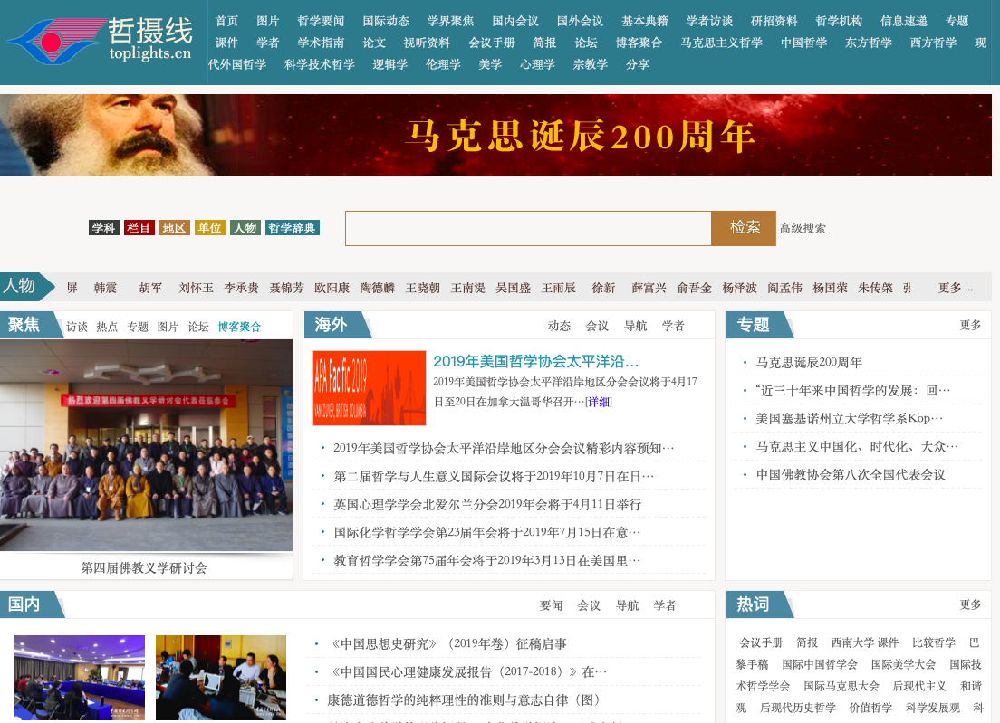 哲摄线
toplights.cn
首页 图片 哲学要闻 国际动态 学界聚焦 国内会议 国外会议 基本典籍 学者访谈 研招资料 哲学机构 信息速递 专题
课件 学者 学术指南 论文 视听资料 会议手册 简报 论坛 博客聚合 马克思主义哲学 中国哲学 东方哲学 西方哲学 现
代外国哲学 科学技术哲学 逻辑学 伦理学 美学 心理学 宗教学 分享
马克思诞辰200周年
学科 栏目 地区 单位 人物 哲学辞典
检索 高级搜索
人物 屏 韩震 胡军 刘怀玉 李承贵 聂锦芳 欧阳康 陶德麟 王晓朝 王南湜 吴国盛 王雨辰 徐新 薛富兴 俞吾金 杨泽波 阎孟伟 杨国荣 朱传棨 更多 ...
聚焦 访谈 热点 专题 图片 论坛 博客聚合
热烈欢迎第四届佛教义学研讨会代表莅临参会
第四届佛教义学研讨会
海外 动态 会议 导航 学者
APA Pacific 2019
VANCOUVER, BRITISH COLUMBIA
2019年美国哲学协会太平洋沿…
2019年美国哲学协会太平洋沿岸地区分会会议将于4月17
日至20日在加拿大温哥华召开…[详细]
• 2019年美国哲学协会太平洋沿岸地区分会会议精彩内容预知…
• 第二届哲学与人生意义国际会议将于2019年10月7日在日…
• 英国心理学学会北爱尔兰分会2019年会将于4月11日举行
• 国际化学哲学学会第23届年会将于2019年7月15日在意…
• 教育哲学学会第75届年会将于2019年3月13日在美国里…
专题 更多
• 马克思诞辰200周年
• “近三十年来中国哲学的发展：回…
• 美国塞基诺州立大学哲学系Kop…
• 马克思主义中国化、时代化、大众…
• 中国佛教协会第八次全国代表会议
国内 要闻 会议 导航 学者
• 《中国思想史研究》（2019年卷）征稿启事
• 《中国国民心理健康发展报告（2017-2018）》在…
• 康德道德哲学的纯粹理性的准则与意志自律（图）
热词 更多
会议手册 简报 西南大学 课件 比较哲学 巴
黎手稿 国际中国哲学会 国际美学大会 国际技
术哲学学会 国际马克思大会 后现代主义 和谐
观 后现代历史哲学 价值哲学 科学发展观 科